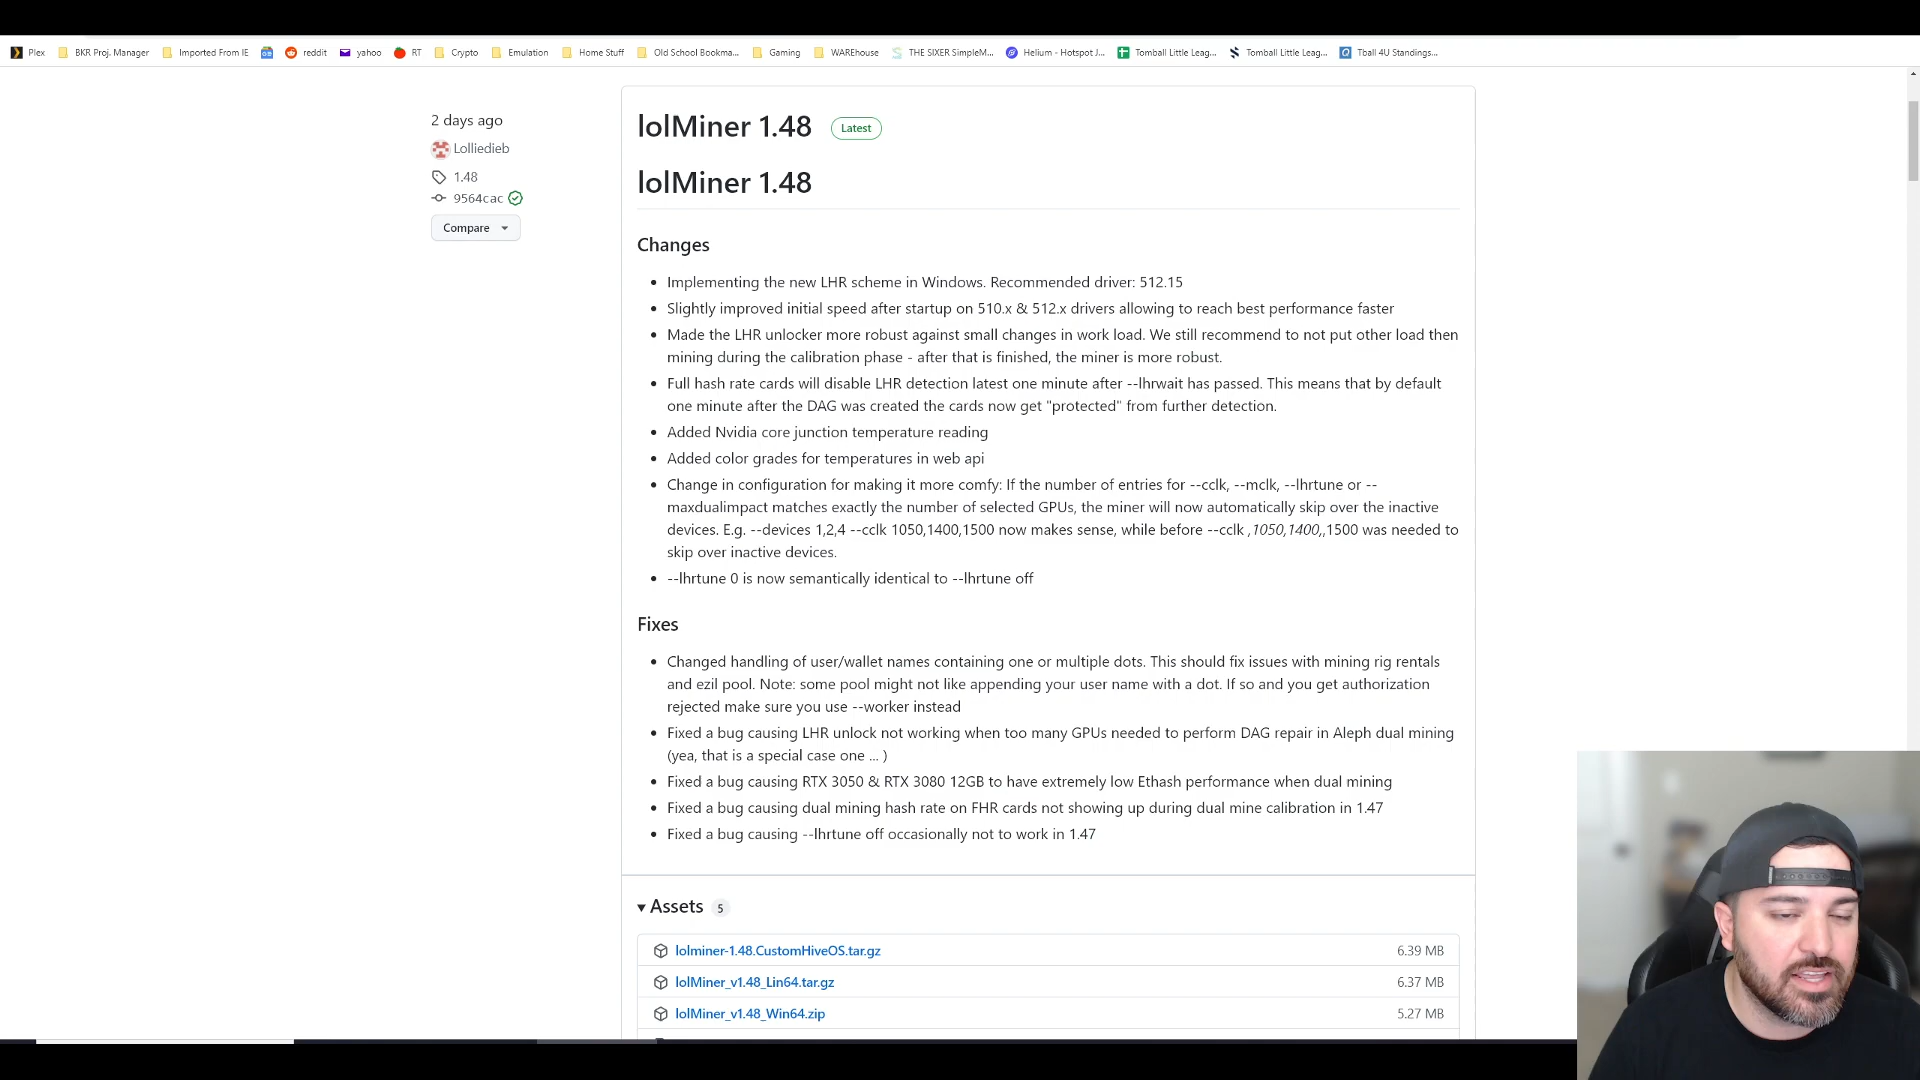 Plex
BKR Proj. Manager
Imported From IE
reddit
yahoo
RT
Crypto
Emulation
Home Stuff
Old School Bookma...
Gaming
WAREhouse
THE SIXER SimpleM...
Helium - Hotspot J...
Tomball Little Leag...
Tomball Little Leag...
Tball 4U Standings...
2 days ago
Lolliedieb
1.48
9564cac
Compare
lolMiner 1.48 Latest
lolMiner 1.48
Changes
Implementing the new LHR scheme in Windows. Recommended driver: 512.15
Slightly improved initial speed after startup on 510.x & 512.x drivers allowing to reach best performance faster
Made the LHR unlocker more robust against small changes in work load. We still recommend to not put other load then
mining during the calibration phase - after that is finished, the miner is more robust.
Full hash rate cards will disable LHR detection latest one minute after --lhrwait has passed. This means that by default
one minute after the DAG was created the cards now get "protected" from further detection.
Added Nvidia core junction temperature reading
Added color grades for temperatures in web api
Change in configuration for making it more comfy: If the number of entries for --cclk, --mclk, --lhrtune or --
maxdualimpact matches exactly the number of selected GPUs, the miner will now automatically skip over the inactive
devices. E.g. --devices 1,2,4 --cclk 1050,1400,1500 now makes sense, while before --cclk ,1050,1400,,1500 was needed to
skip over inactive devices.
--lhrtune 0 is now semantically identical to --lhrtune off
Fixes
Changed handling of user/wallet names containing one or multiple dots. This should fix issues with mining rig rentals
and ezil pool. Note: some pool might not like appending your user name with a dot. If so and you get authorization
rejected make sure you use --worker instead
Fixed a bug causing LHR unlock not working when too many GPUs needed to perform DAG repair in Aleph dual mining
(yea, that is a special case one ... )
Fixed a bug causing RTX 3050 & RTX 3080 12GB to have extremely low Ethash performance when dual mining
Fixed a bug causing dual mining hash rate on FHR cards not showing up during dual mine calibration in 1.47
Fixed a bug causing --lhrtune off occasionally not to work in 1.47
Assets 5
lolminer-1.48.CustomHiveOS.tar.gz 6.39 MB
lolMiner_v1.48_Lin64.tar.gz 6.37 MB
lolMiner_v1.48_Win64.zip 5.27 MB